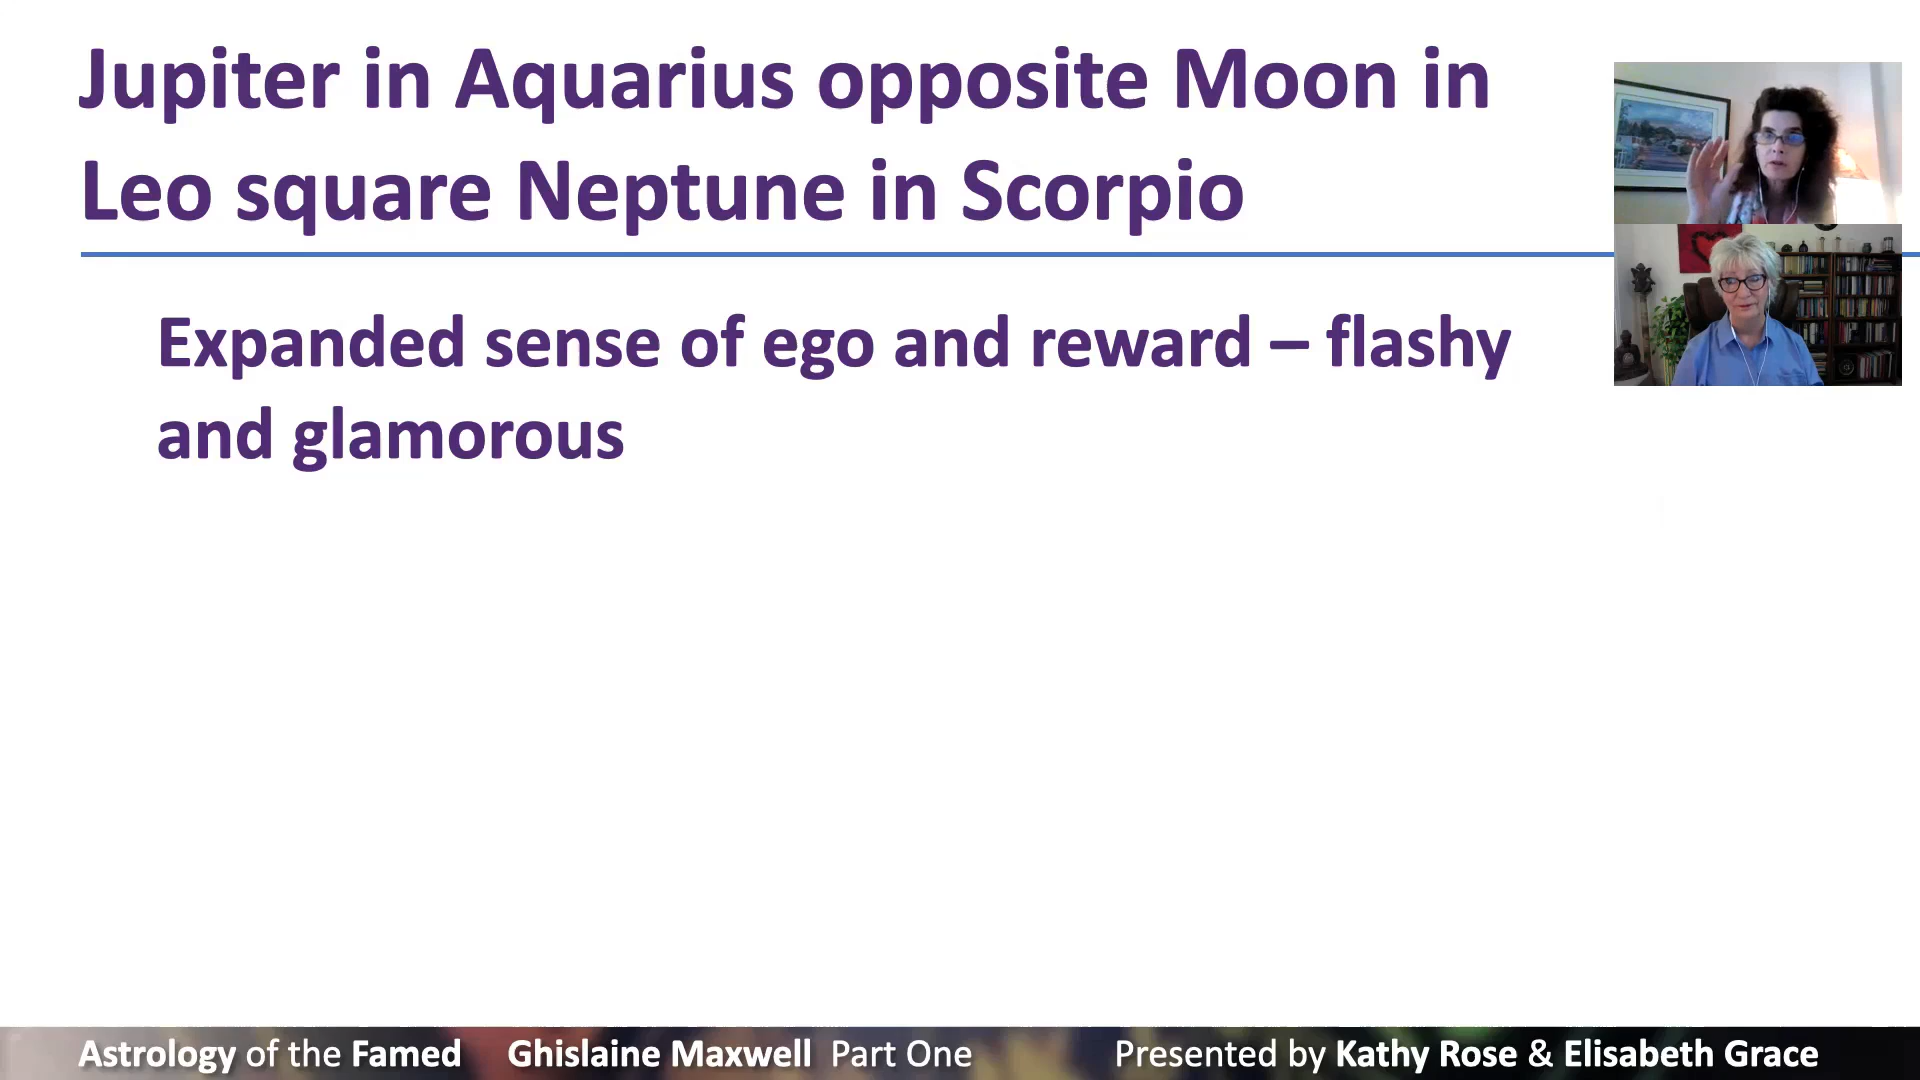 Jupiter in Aquarius opposite Moon in
Leo square Neptune in Scorpio
Expanded sense of ego and reward – flashy
and glamorous
Astrology of the Famed Ghislaine Maxwell Part One Presented by Kathy Rose & Elisabeth Grace